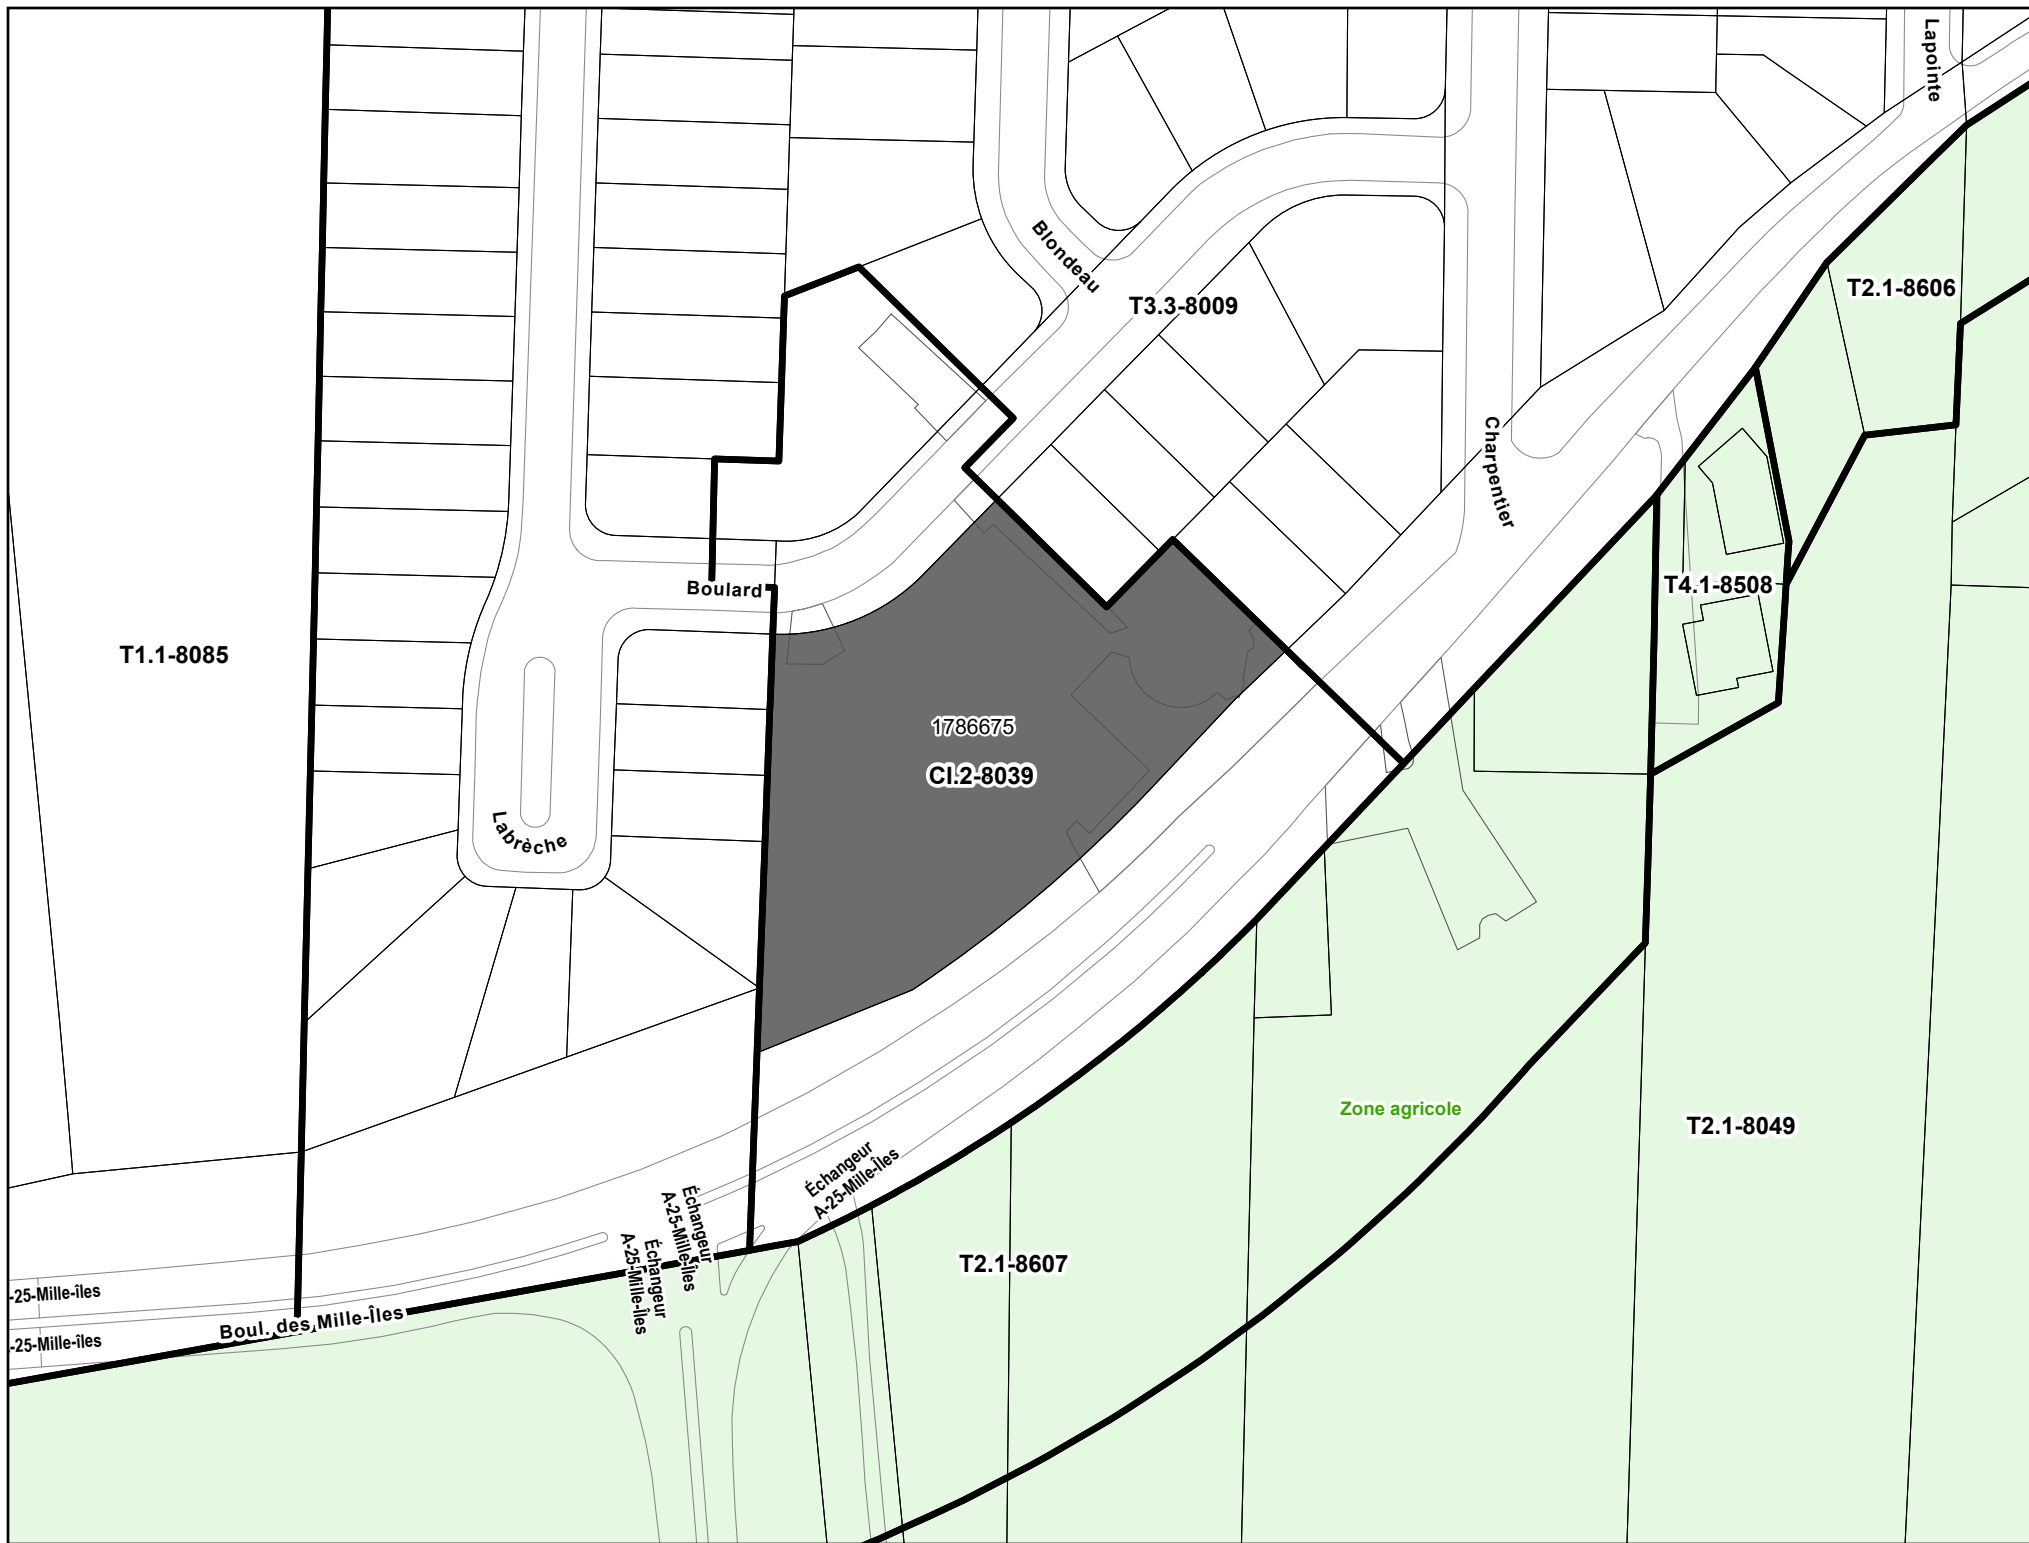 Lapointe
Blondeau
T3.3-8009
T2.1-8606
Charpentier
Boulard
T4.1-8508
T1.1-8085
1786675
CI.2-8039
Labrèche
Zone agricole
T2.1-8049
Échangeur
A-25-Mille-Îles
Échangeur
A-25-Mille-Îles
Échangeur
A-25-Mille-Îles
T2.1-8607
-25-Mille-îles
Boul. des Mille-Îles
-25-Mille-îles